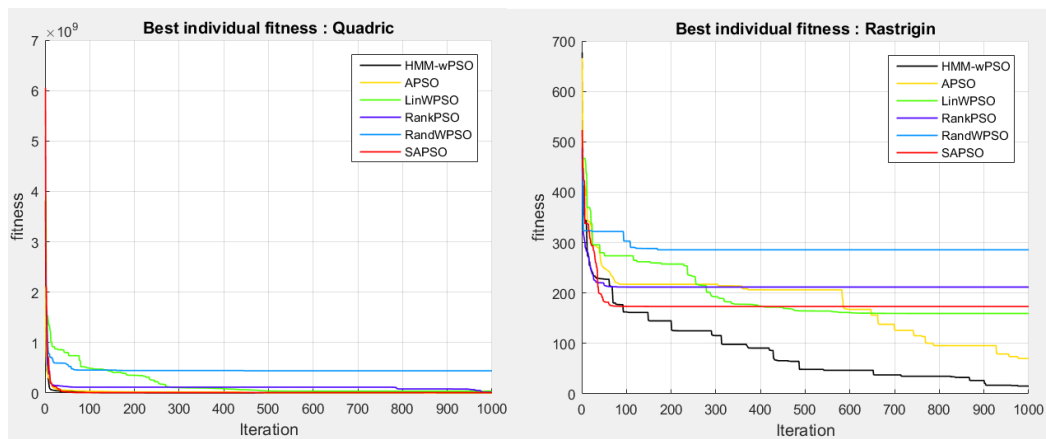 Best individual fitness : Quadric
× 10^9
7
6
5
4
3
2
1
0
fitness
0 100 200 300 400 500 600 700 800 900 1000
Iteration
HMM-wPSO
APSO
LinWPSO
RankPSO
RandWPSO
SAPSO
Best individual fitness : Rastrigin
700
600
500
400
300
200
100
0
fitness
0 100 200 300 400 500 600 700 800 900 1000
Iteration
HMM-wPSO
APSO
LinWPSO
RankPSO
RandWPSO
SAPSO